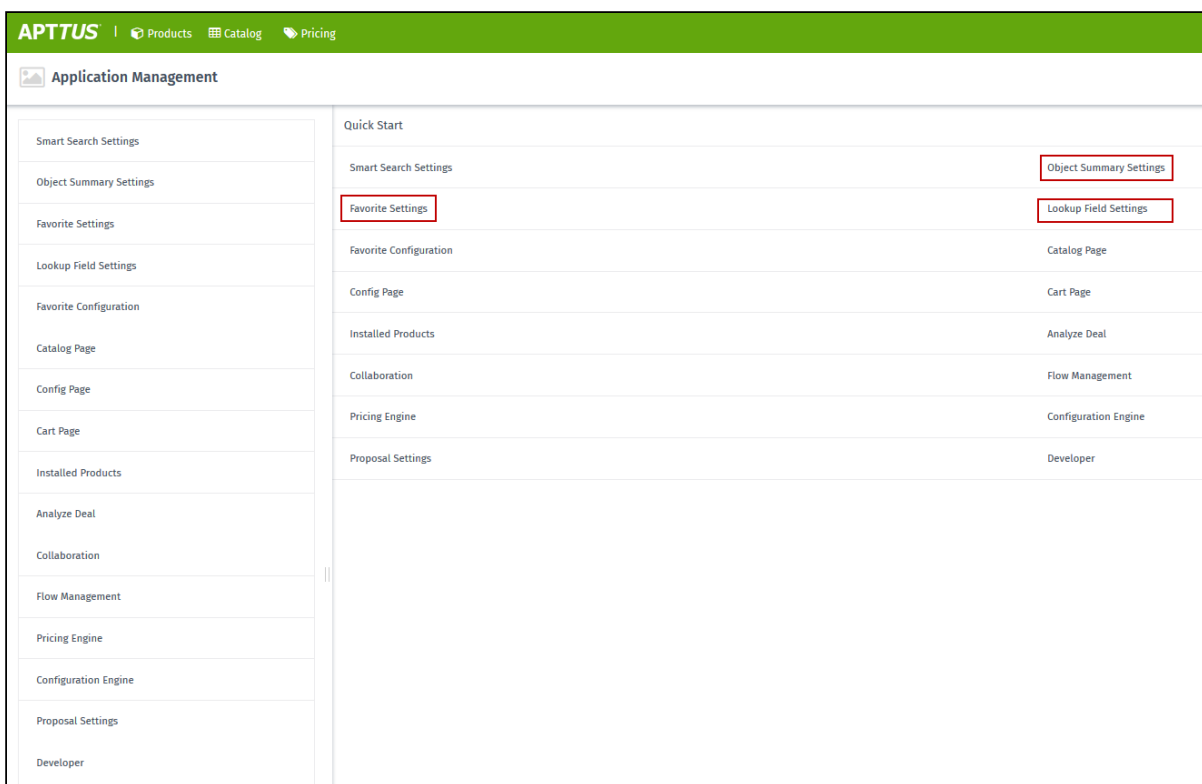 APTTUS | Products Catalog Pricing
Application Management
Smart Search Settings
Object Summary Settings
Favorite Settings
Lookup Field Settings
Favorite Configuration
Catalog Page
Config Page
Cart Page
Installed Products
Analyze Deal
Collaboration
Flow Management
Pricing Engine
Configuration Engine
Proposal Settings
Developer
Quick Start
Smart Search Settings Object Summary Settings
Favorite Settings Lookup Field Settings
Favorite Configuration Catalog Page
Config Page Cart Page
Installed Products Analyze Deal
Collaboration Flow Management
Pricing Engine Configuration Engine
Proposal Settings Developer